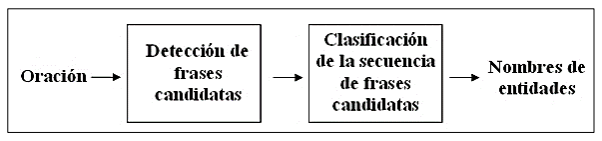 Oración
Detección de
frases
candidatas
Clasificación
de la secuencia
de frases
candidatas
Nombres de
entidades